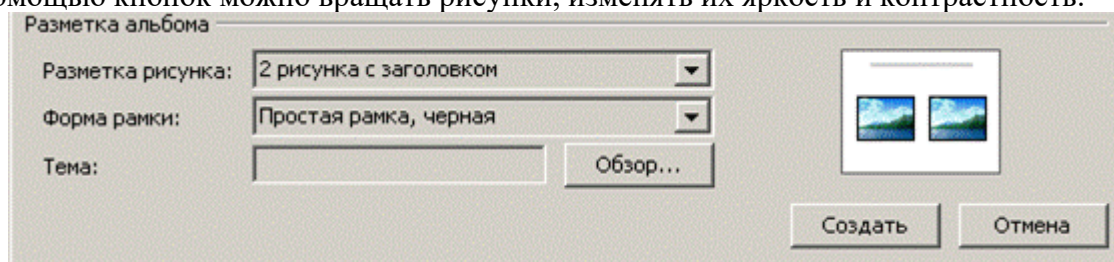 омощью кнопок можно вращать рисунки, изменять их яркость и контрастность.
Разметка альбома
Разметка рисунка: 2 рисунка с заголовком
Форма рамки: Простая рамка, черная
Тема: Обзор...
Создать Отмена